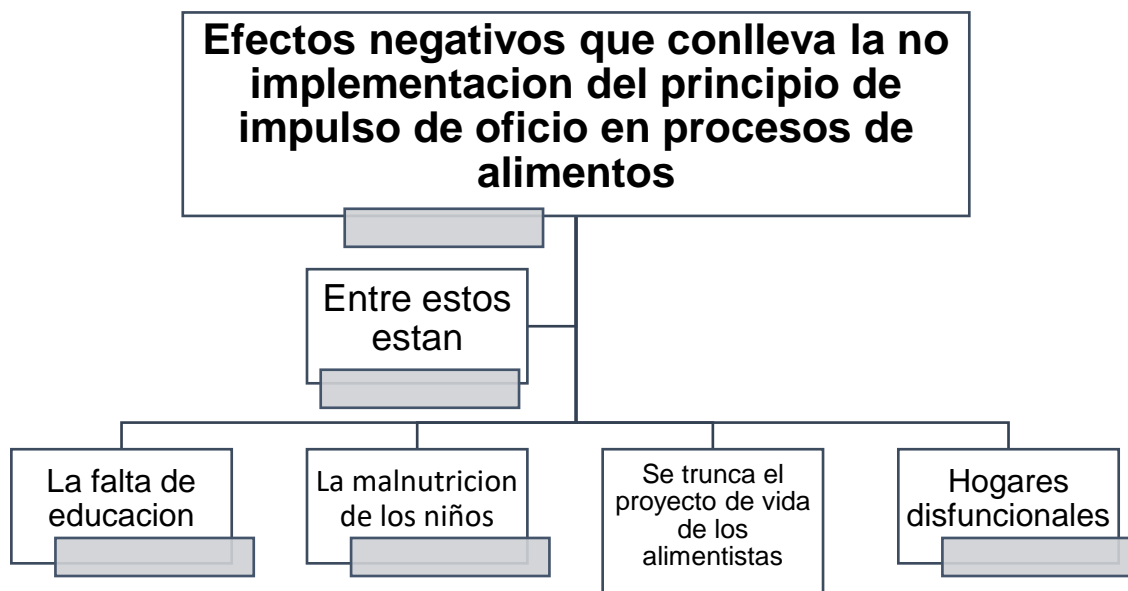 Efectos negativos que conlleva la no
implementacion del principio de
impulso de oficio en procesos de
alimentos
Entre estos
estan
La falta de
educacion
La malnutricion
de los niños
Se trunca el
proyecto de vida
de los
alimentistas
Hogares
disfuncionales